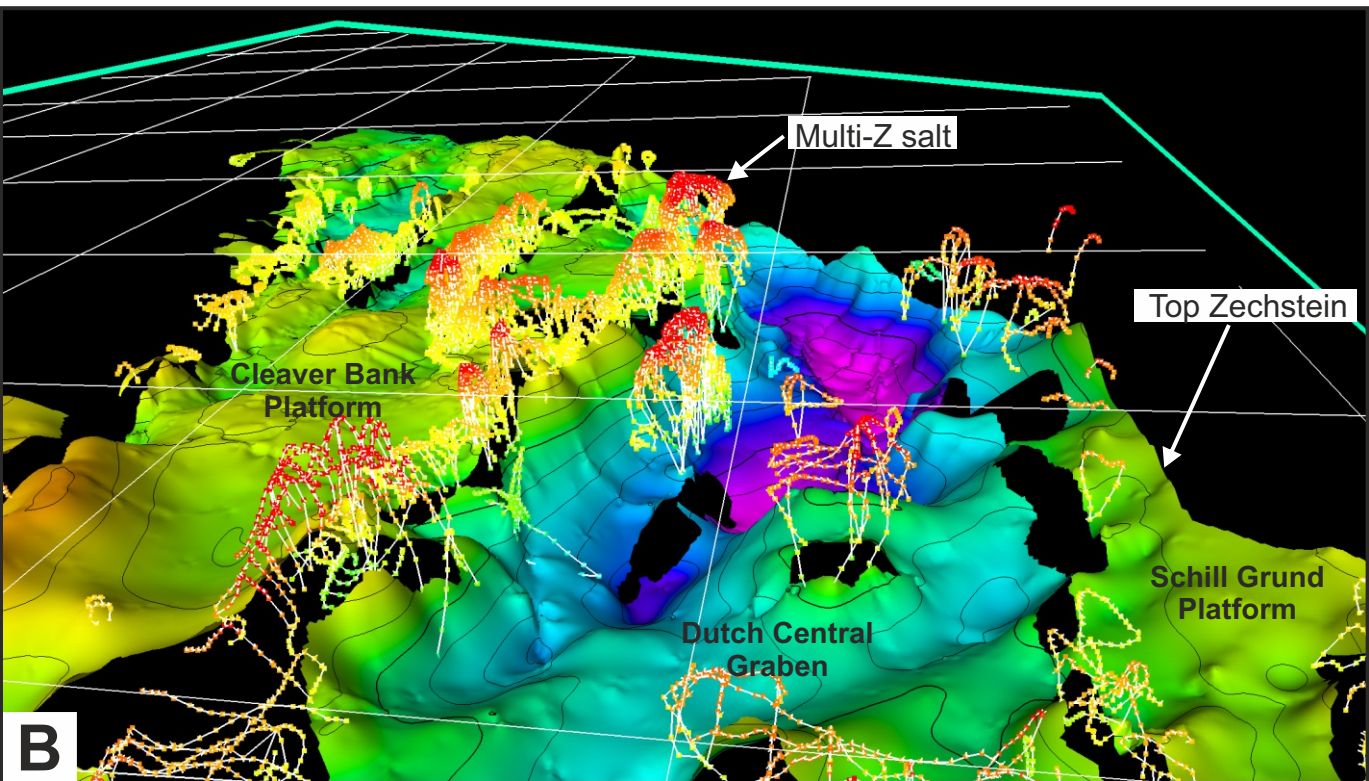 Multi-Z salt
Top Zechstein
Cleaver Bank
Platform
Schill Grund
Platform
Dutch Central
Graben
B